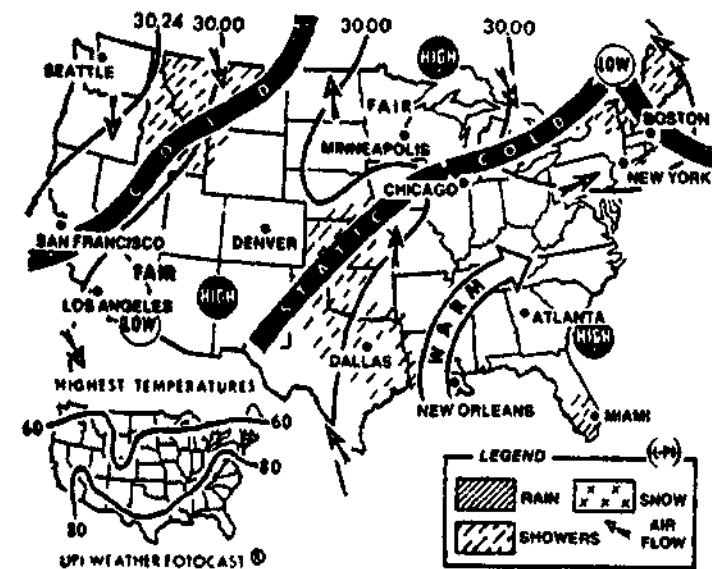 30.24
30.00
30.00
30.00
HIGH
LOW
SEATTLE
COLD
FAIR
MINNEAPOLIS
COLD
BOSTON
NEW YORK
CHICAGO
STATIC
SAN FRANCISCO
DENVER
FAIR
HIGH
LOS ANGELES
LOW
WARM
ATLANTA
HIGH
DALLAS
NEW ORLEANS
MIAMI
HIGHEST TEMPERATURES
60
60
80
80
UPI WEATHER FOTOCAST ®
LEGEND
RAIN
SNOW
SHOWERS
AIR
FLOW